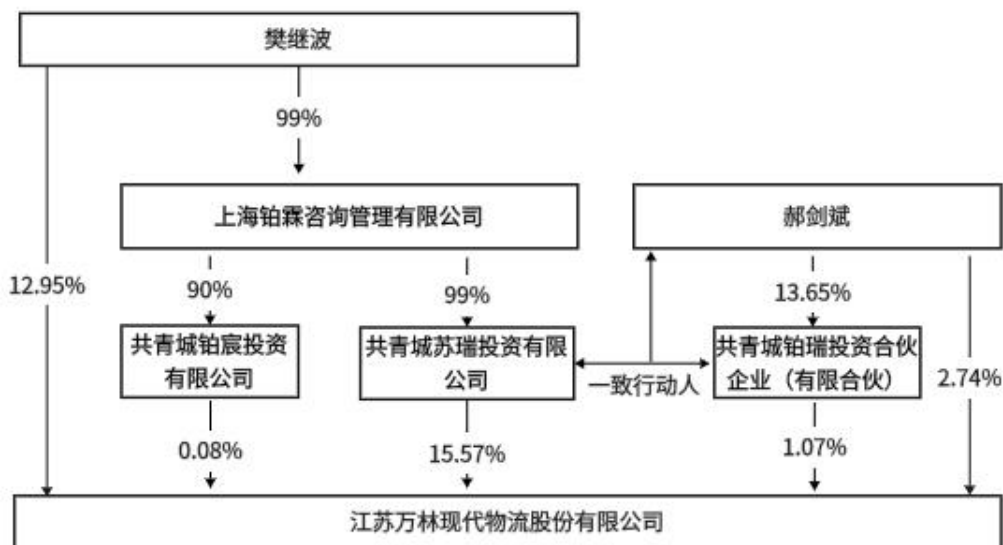 樊继波
99%
上海铂霖咨询管理有限公司
郝剑斌
12.95%
90%
99%
13.65%
共青城铂宸投资
有限公司
共青城苏瑞投资有限
公司
一致行动人
共青城铂瑞投资合伙
企业（有限合伙）
2.74%
0.08%
15.57%
1.07%
江苏万林现代物流股份有限公司